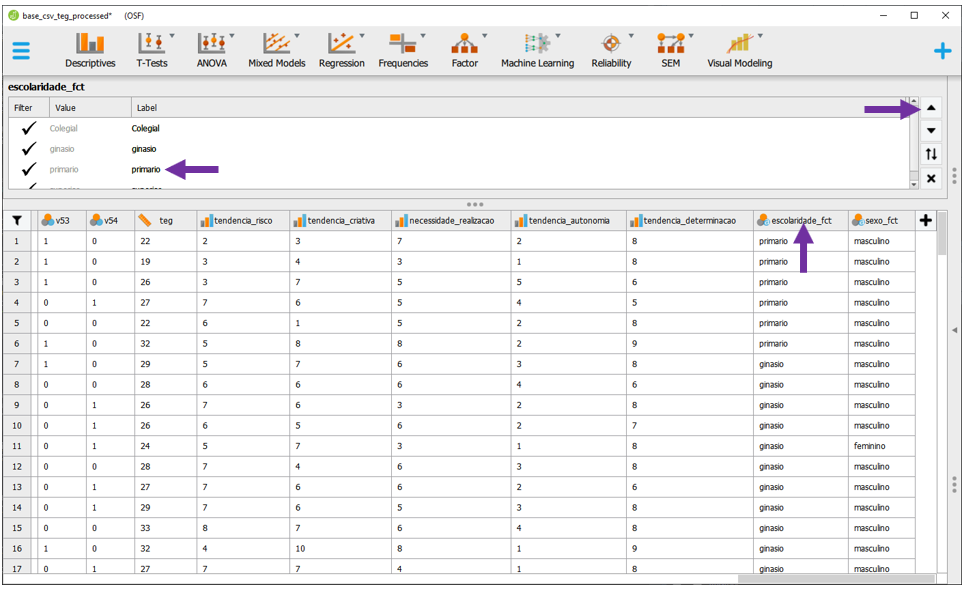 base_csv_teg_processed* (OSF)
Descriptives T-Tests ANOVA Mixed Models Regression Frequencies Factor Machine Learning Reliability SEM Visual Modeling
escolaridade_fct
Filter Value Label
Colegial Colegial
ginasio ginasio
primario primario
v53 v54 teg tendencia_risco tendencia_criativa necessidade_realizacao tendencia_autonomia tendencia_determinacao escolaridade_fct sexo_fct
1 1 0 22 2 3 7 2 8 primario masculino
2 1 0 19 3 4 3 1 8 primario masculino
3 1 0 26 3 7 5 5 6 primario masculino
4 0 1 27 7 6 5 4 5 primario masculino
5 0 0 22 6 1 5 2 8 primario masculino
6 1 0 32 5 8 8 2 9 primario masculino
7 1 0 29 5 7 6 3 8 ginasio masculino
8 0 0 28 6 6 6 4 6 ginasio masculino
9 0 1 26 7 6 3 2 8 ginasio masculino
10 0 1 26 6 5 6 2 7 ginasio masculino
11 0 1 24 5 7 3 1 8 ginasio feminino
12 0 0 28 7 4 6 3 8 ginasio masculino
13 0 1 27 7 6 6 2 6 ginasio masculino
14 0 1 29 7 6 5 3 8 ginasio masculino
15 0 0 33 8 7 6 4 8 ginasio masculino
16 1 0 32 4 10 8 1 9 ginasio masculino
17 0 1 27 7 7 4 1 8 ginasio masculino